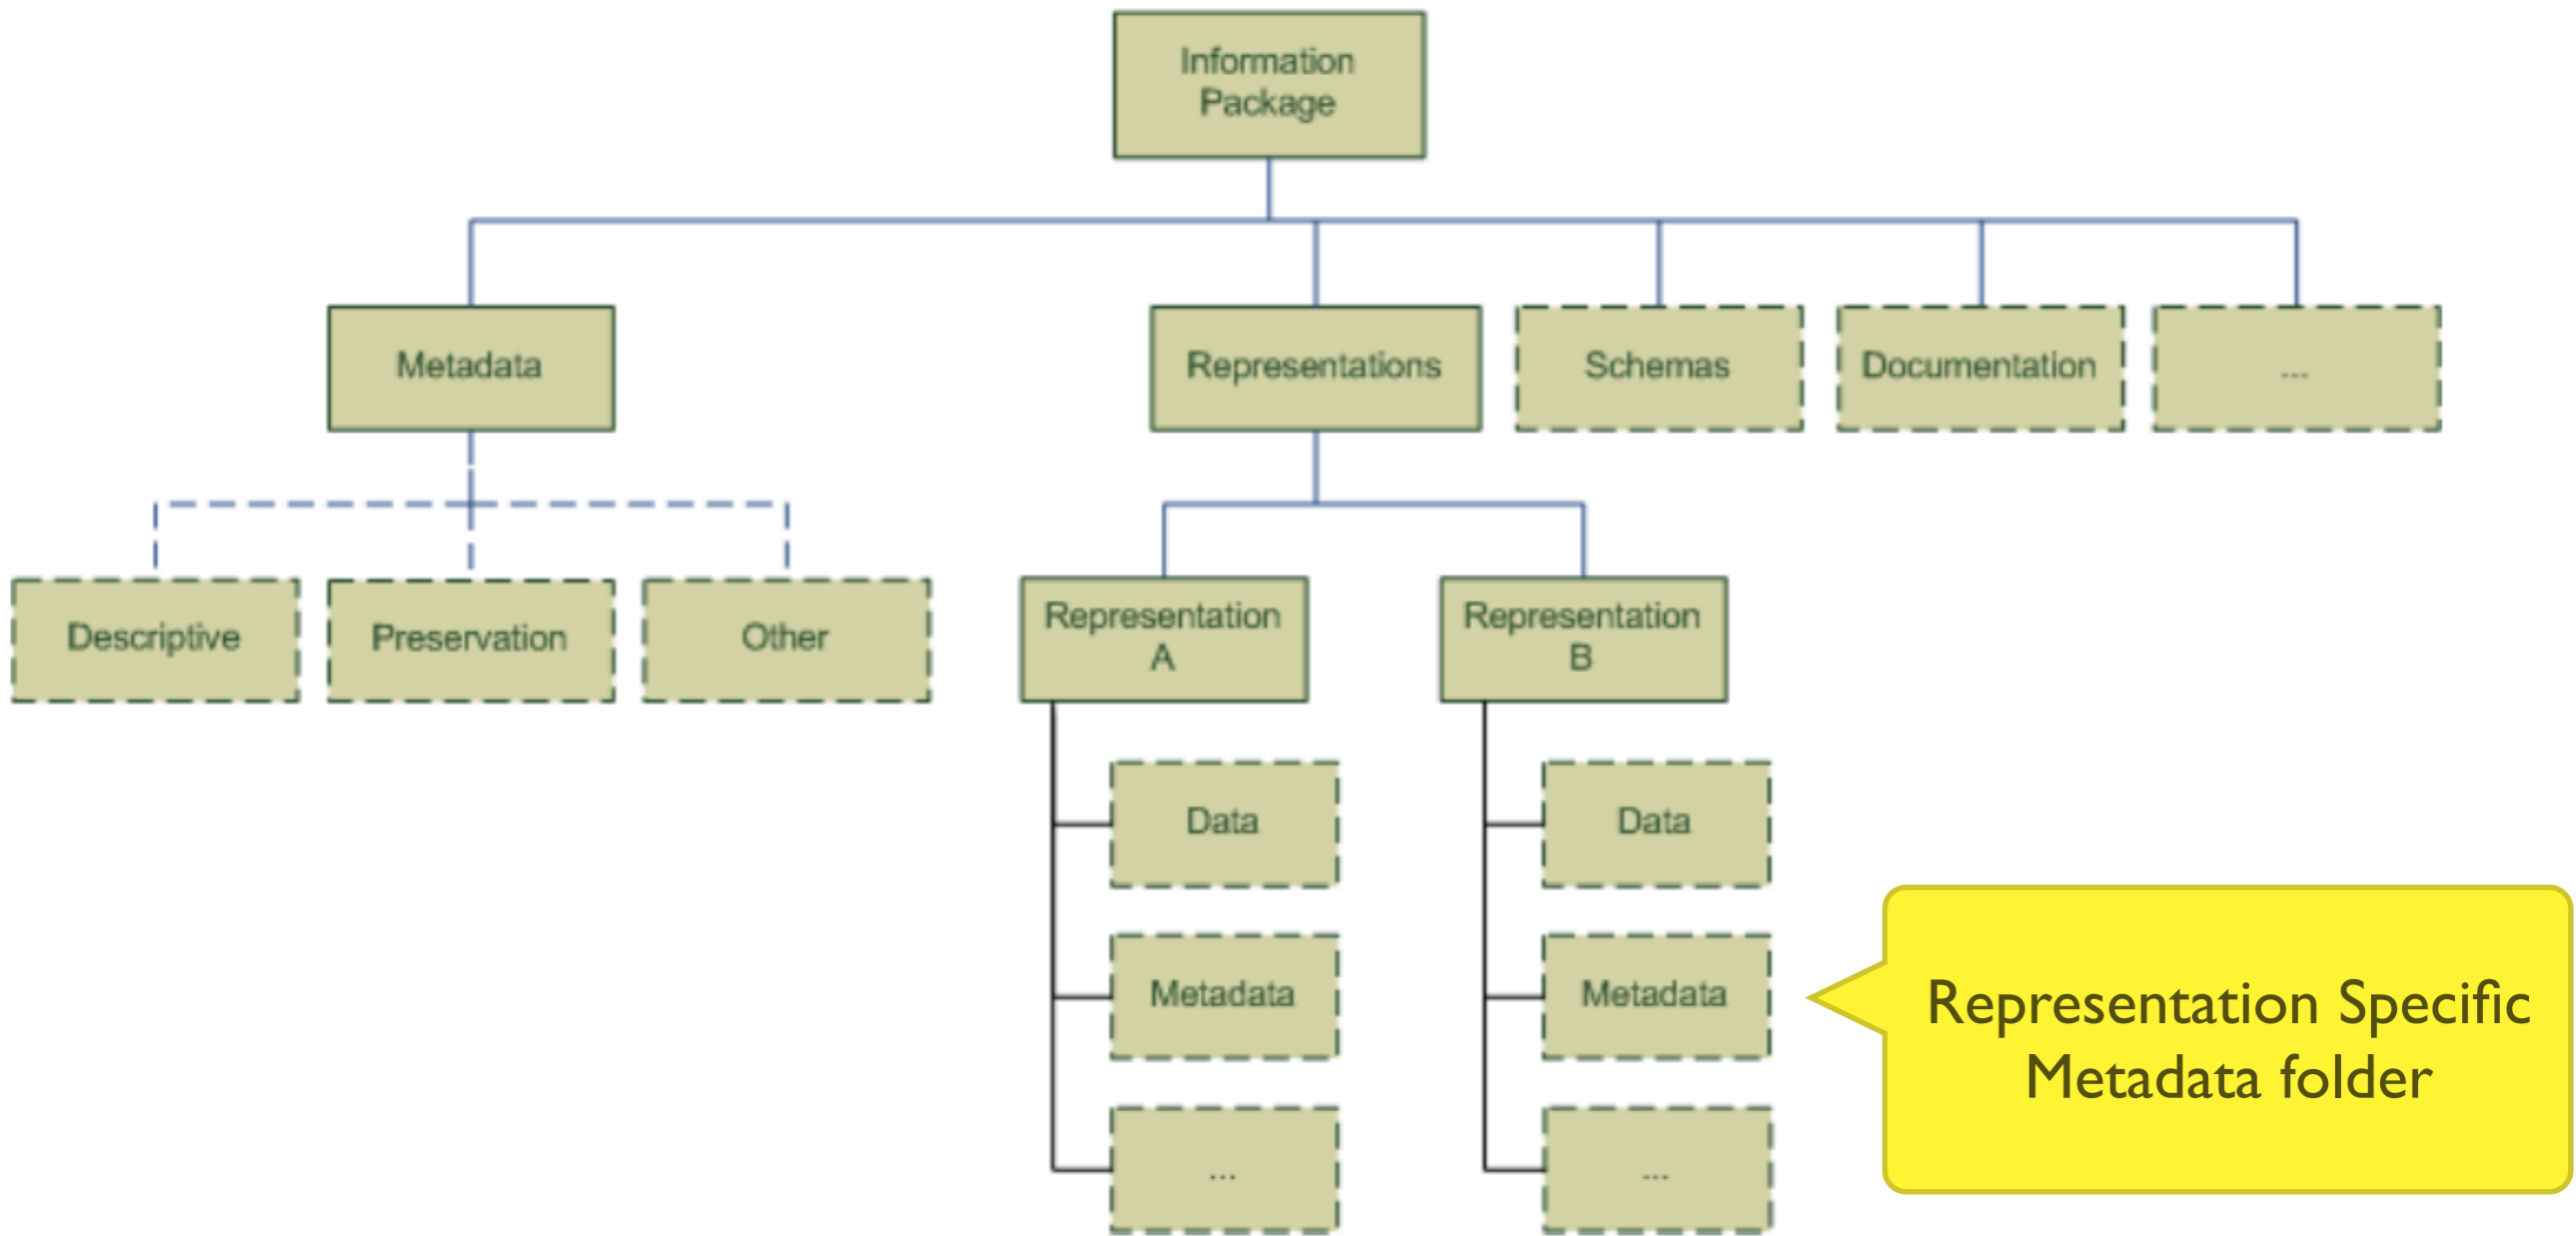 Information
Package
Metadata
Representations
Schemas
Documentation
...
Descriptive
Preservation
Other
Representation
A
Representation
B
Data
Data
Metadata
Metadata
Representation Specific
Metadata folder
...
...